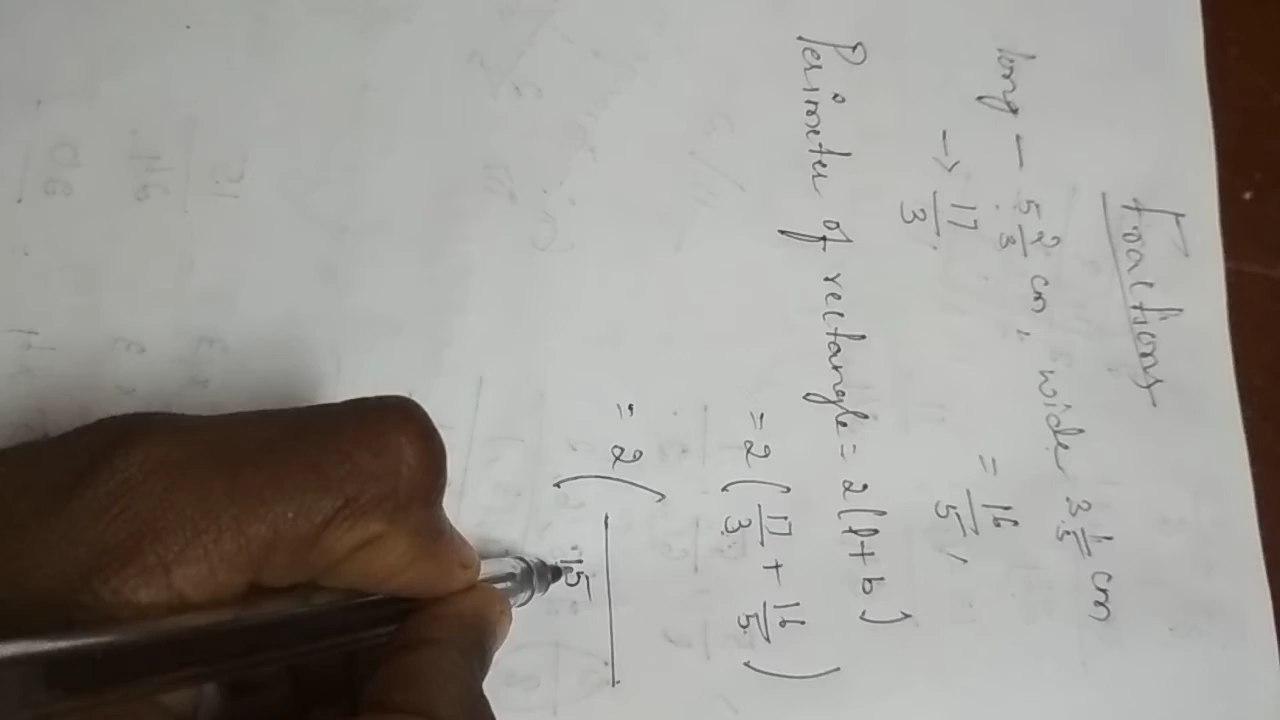 Fractions
long - 5 2/3 cm, wide 3 1/5 cm
→ 17/3, = 16/5,
Perimeter of rectangle = 2(l+b)
= 2(17/3 + 16/5)
= 2( /15